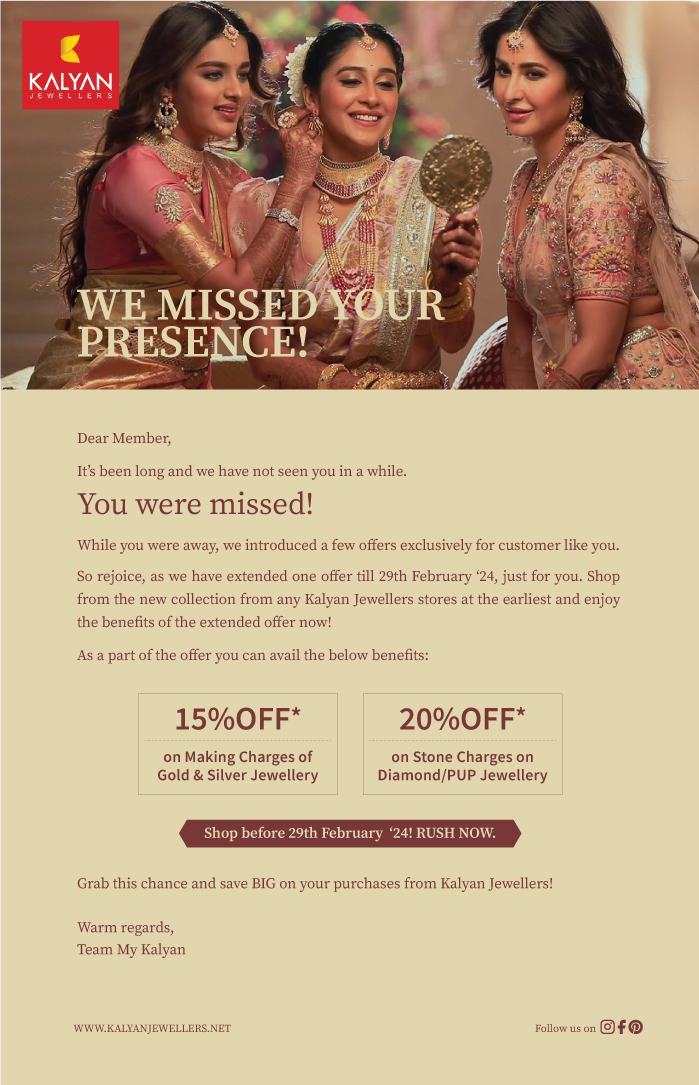 KALYAN
JEWELLERS
WE MISSED YOUR
PRESENCE!
Dear Member,
It’s been long and we have not seen you in a while.
You were missed!
While you were away, we introduced a few offers exclusively for customer like you.
So rejoice, as we have extended one offer till 29th February ‘24, just for you. Shop
from the new collection from any Kalyan Jewellers stores at the earliest and enjoy
the benefits of the extended offer now!
As a part of the offer you can avail the below benefits:
15%OFF*
on Making Charges of
Gold & Silver Jewellery
20%OFF*
on Stone Charges on
Diamond/PUP Jewellery
Shop before 29th February ‘24! RUSH NOW.
Grab this chance and save BIG on your purchases from Kalyan Jewellers!
Warm regards,
Team My Kalyan
WWW.KALYANJEWELLERS.NET
Follow us on